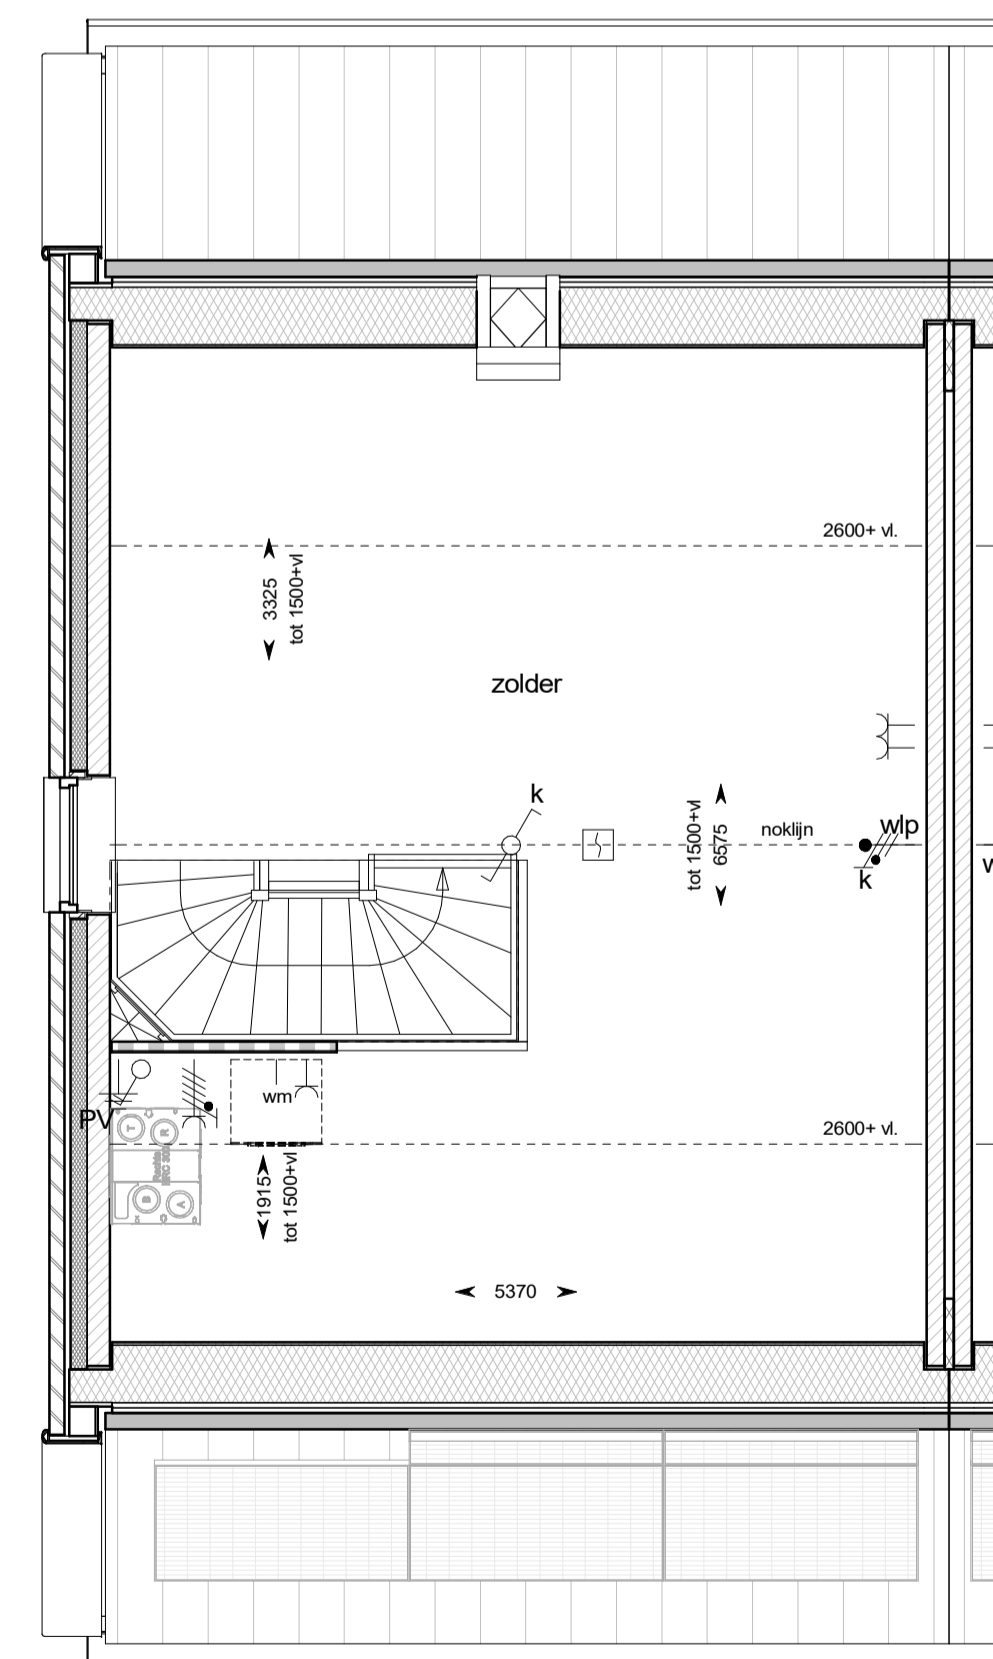 2600+ vl.
3325
tot 1500+vl
zolder
k
tot 1500+vl
6575
noklijn
wlp
k
w
wm
PV
T
R
B
A
2600+ vl.
1915
tot 1500+vl
5370